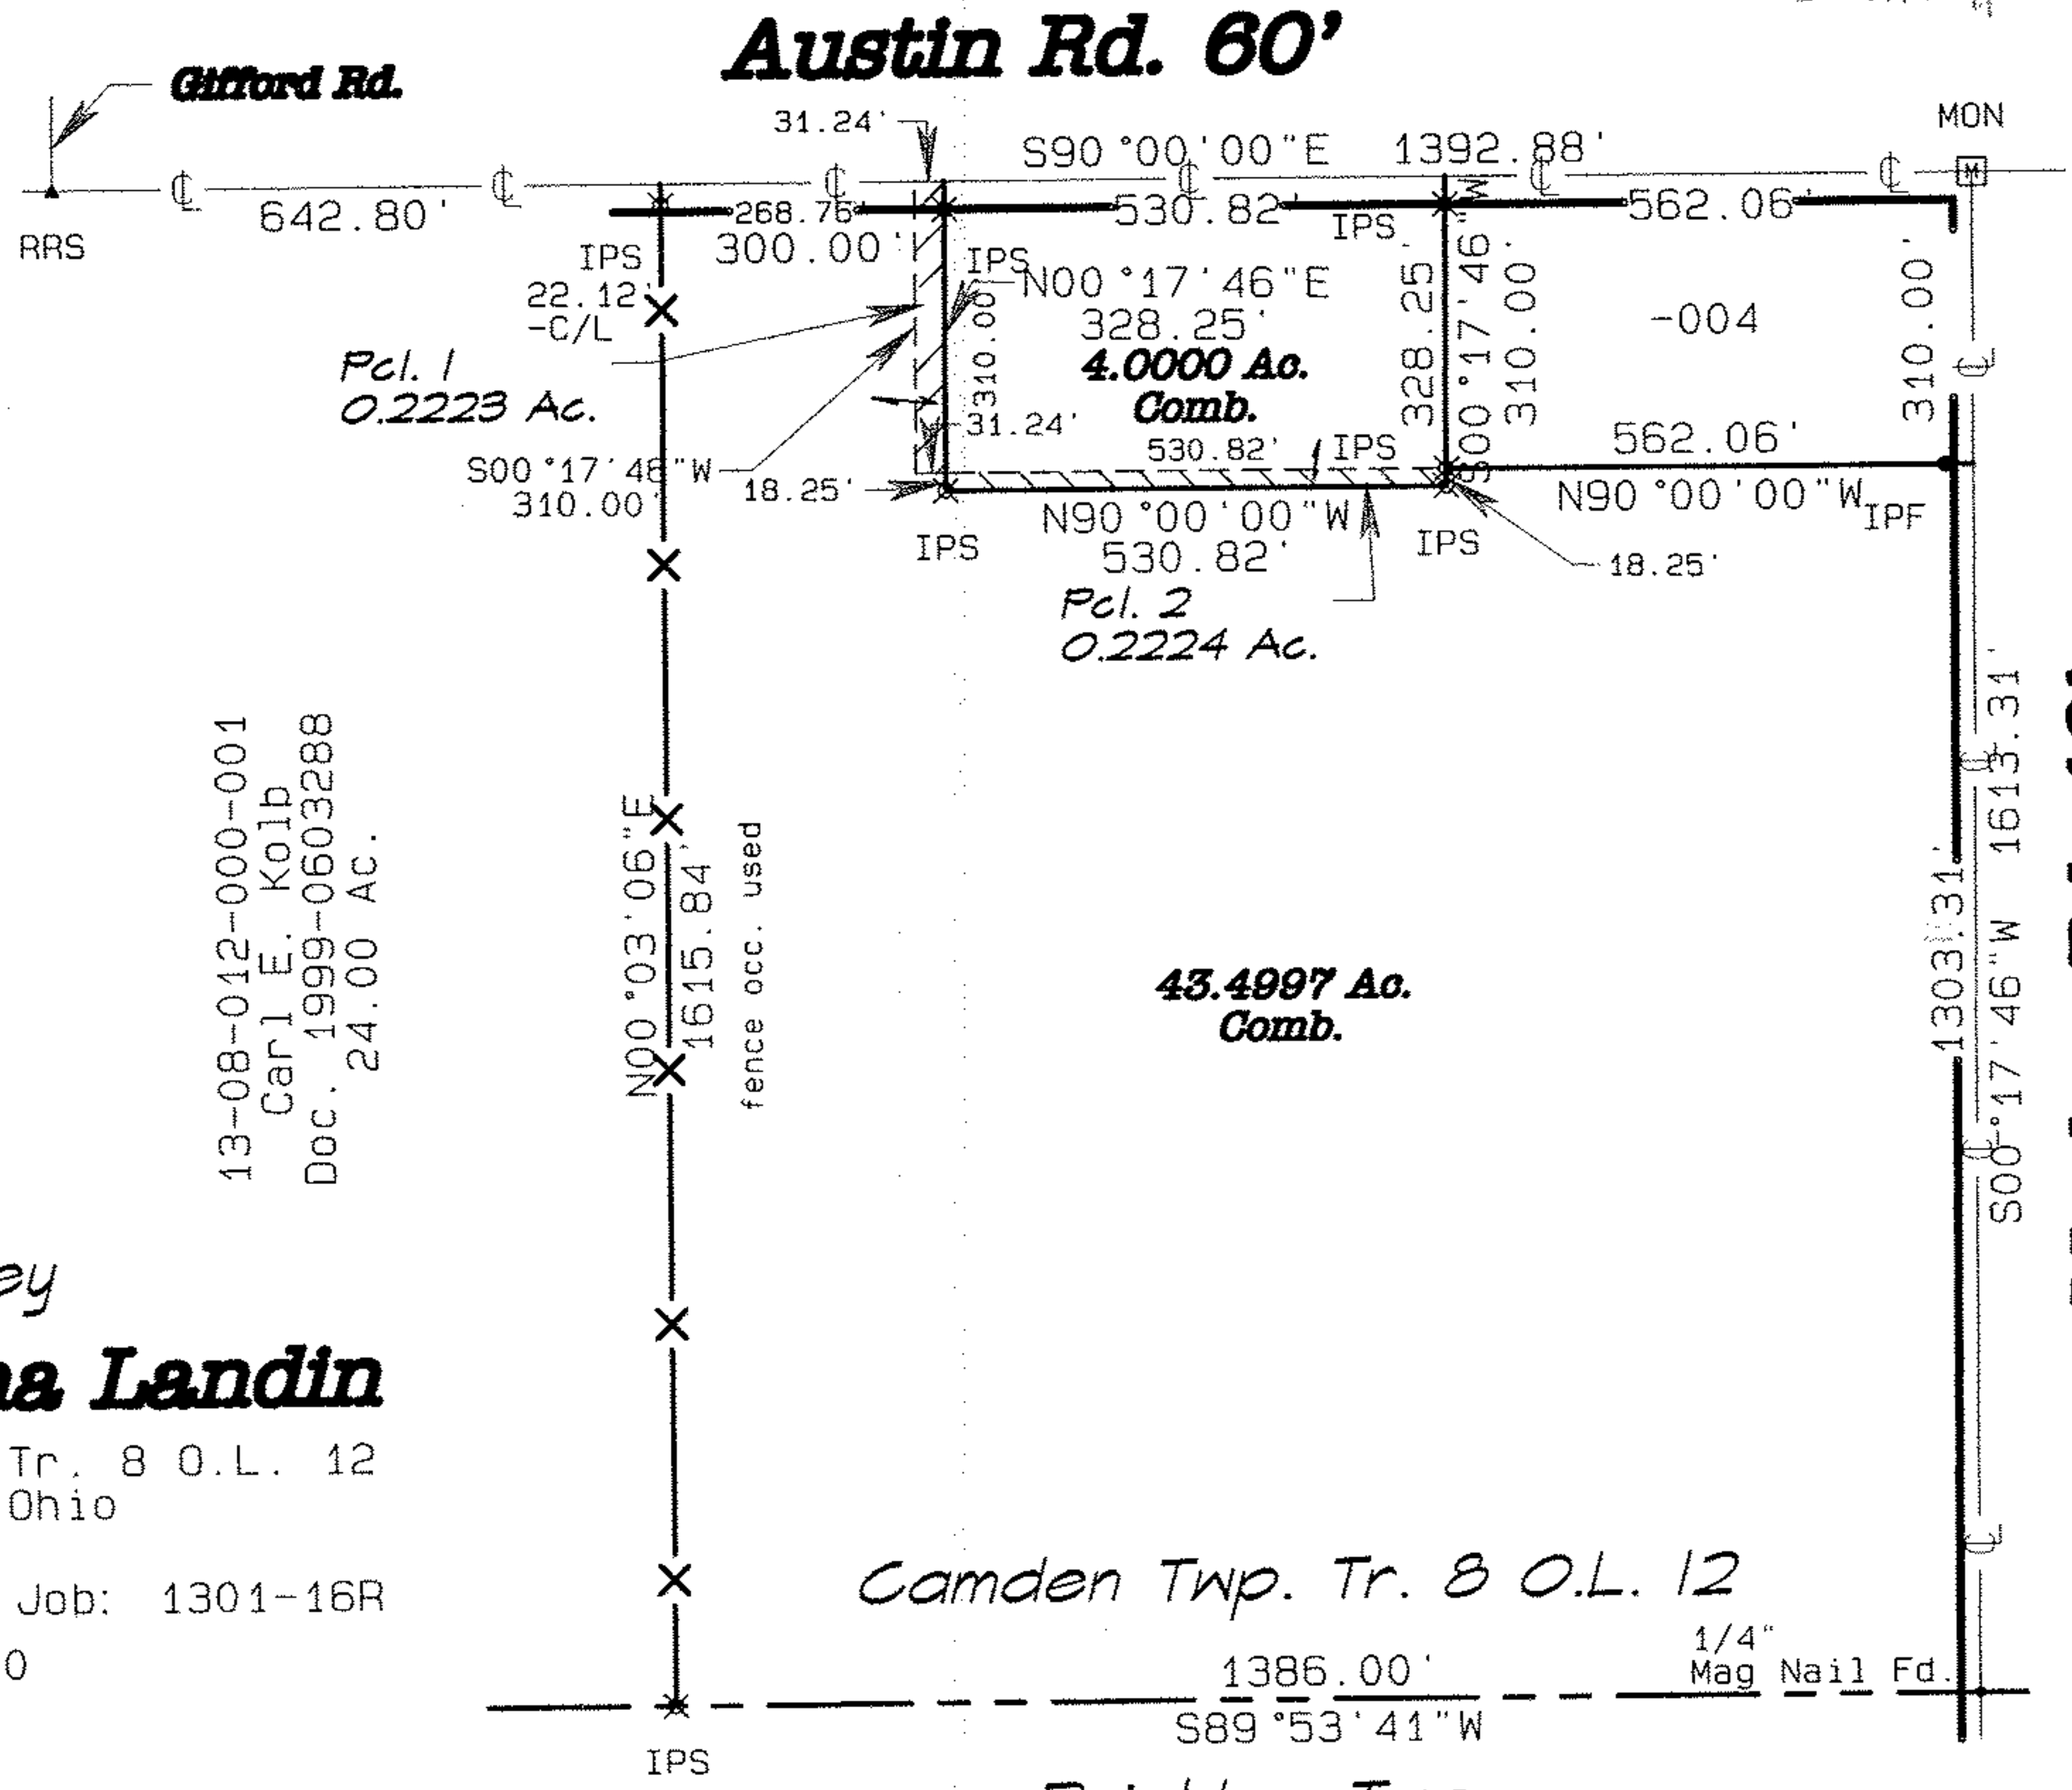 Austin Rd. 60'
Gifford Rd.
31.24'
MON
S90°00'00"E 1392.88'
M
642.80'
268.76'
530.82'
562.06'
RRS
IPS
300.00'
IPS
IPS
22.12'
-C/L
N00°17'46"E
328.25'
310.00'
328.25'
S00°17'46"W
310.00'
-004
310.00'
Pcl. 1
0.2223 Ac.
4.0000 Ac.
Comb.
31.24'
530.82'
IPS
562.06'
S00°17'46"W
310.00'
18.25'
N90°00'00"W
530.82'
IPS
IPS
N90°00'00"W
IPF
18.25'
Pcl. 2
0.2224 Ac.
13-08-012-000-001
Carl E. Kolb
Doc. 1999-0603288
24.00 Ac.
N00°03'06"E
1615.84'
fence occ. used
43.4997 Ac.
Comb.
1303.31'
S00°17'46"W 1613.31'
ey
na Landin
Tr. 8 O.L. 12
Ohio
Job: 1301-16R
0
Camden Twp. Tr. 8 O.L. 12
1/4"
Mag Nail Fd.
1386.00'
S89°53'41"W
IPS